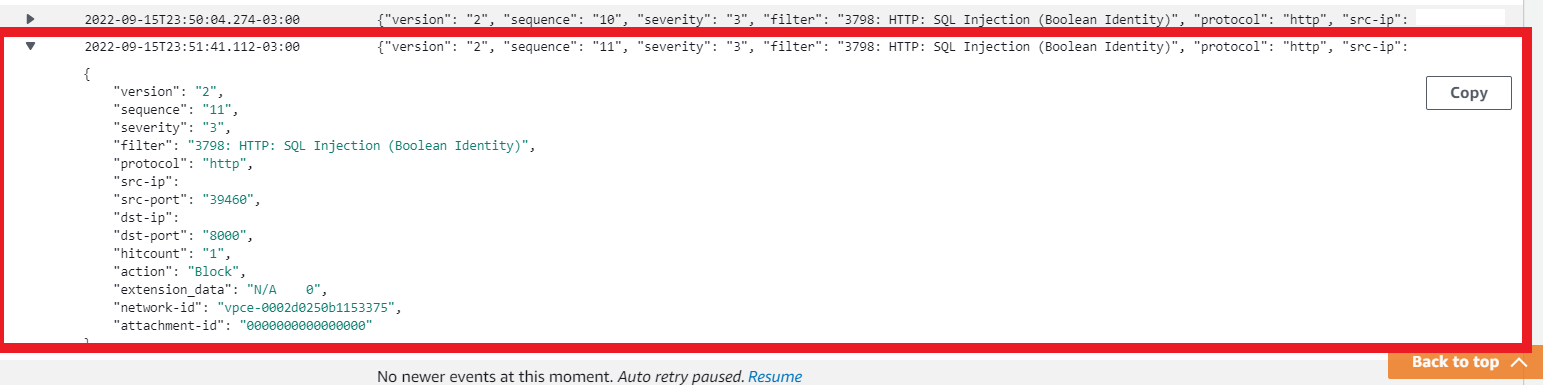 2022-09-15T23:50:04.274-03:00 {"version": "2", "sequence": "10", "severity": "3", "filter": "3798: HTTP: SQL Injection (Boolean Identity)", "protocol": "http", "src-ip":
2022-09-15T23:51:41.112-03:00 {"version": "2", "sequence": "11", "severity": "3", "filter": "3798: HTTP: SQL Injection (Boolean Identity)", "protocol": "http", "src-ip":
{
"version": "2",
Copy
"sequence": "11",
"severity": "3",
"filter": "3798: HTTP: SQL Injection (Boolean Identity)",
"protocol": "http",
"src-ip":
"src-port": "39460",
"dst-ip":
"dst-port": "8000",
"hitcount": "1",
"action": "Block",
"extension_data": "N/A    0",
"network-id": "vpce-0002d0250b1153375",
"attachment-id": "0000000000000000"
}
Back to top
No newer events at this moment. Auto retry paused. Resume